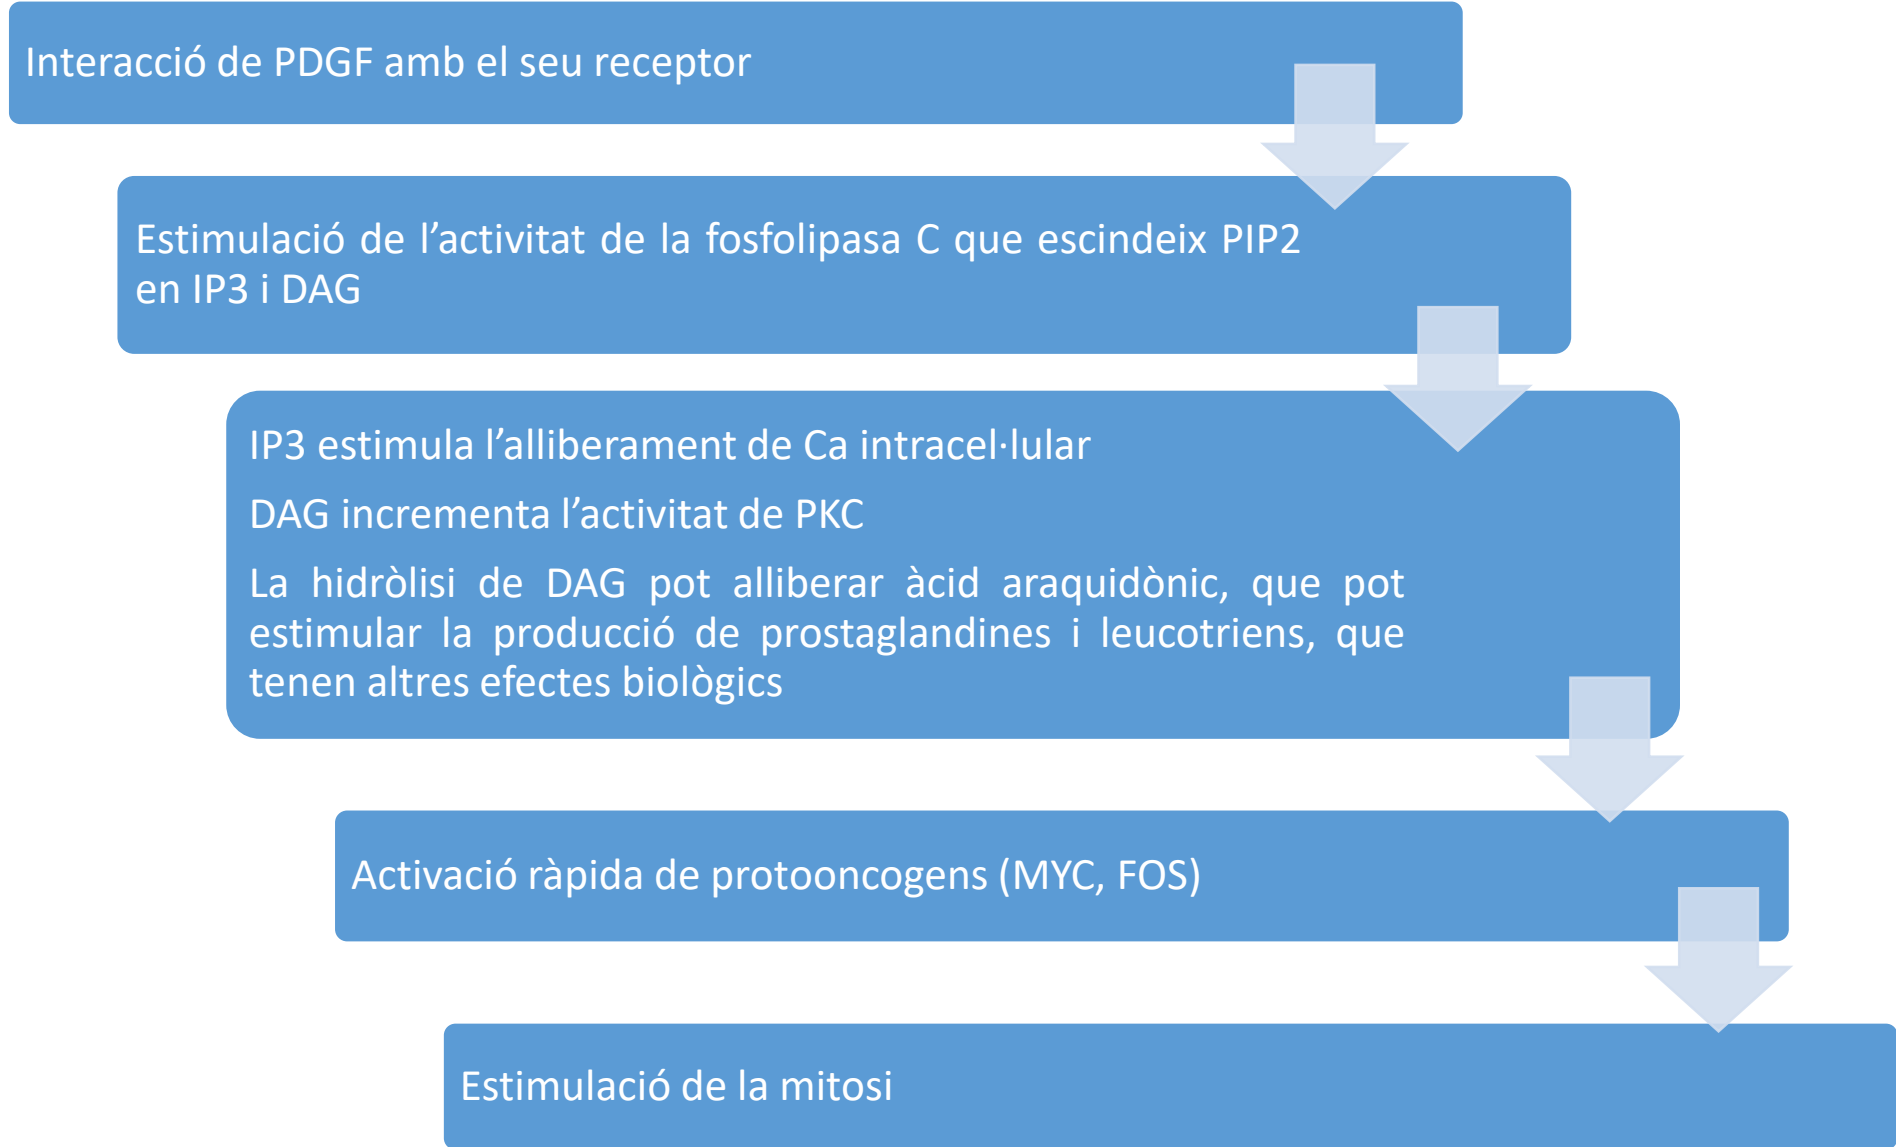 Interacció de PDGF amb el seu receptor
Estimulació de l’activitat de la fosfolipasa C que escindeix PIP2
en IP3 i DAG
IP3 estimula l’alliberament de Ca intracel·lular
DAG incrementa l’activitat de PKC
La hidròlisi de DAG pot alliberar àcid araquidònic, que pot
estimular la producció de prostaglandines i leucotriens, que
tenen altres efectes biològics
Activació ràpida de protooncogens (MYC, FOS)
Estimulació de la mitosi